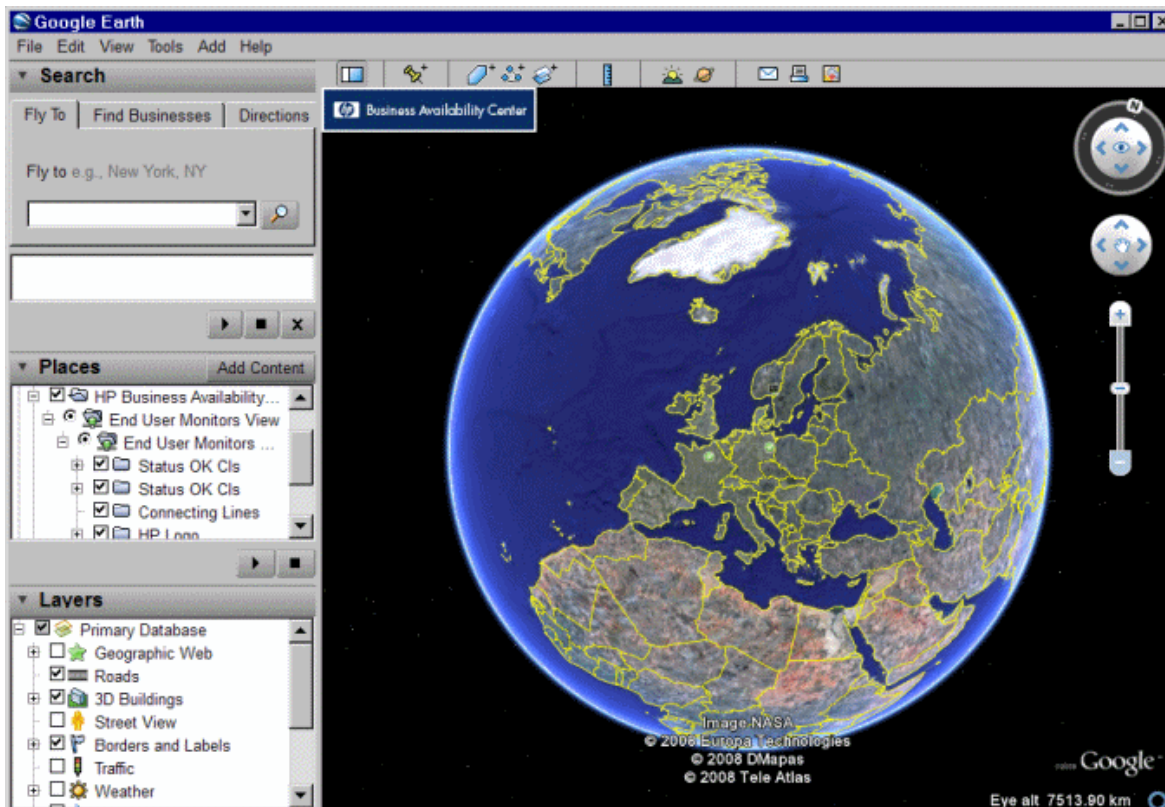 Google Earth
File Edit View Tools Add Help
Search
Fly To Find Businesses Directions
Fly to e.g., New York, NY
Places Add Content
HP Business Availability...
End User Monitors View
End User Monitors ...
Status OK CIs
Status OK CIs
Connecting Lines
HP Logo
Layers
Primary Database
Geographic Web
Roads
3D Buildings
Street View
Borders and Labels
Traffic
Weather
hp Business Availability Center
N
Image NASA
© 2008 Europa Technologies
© 2008 DMapas
© 2008 Tele Atlas
Google
Eye alt 7513.90 km